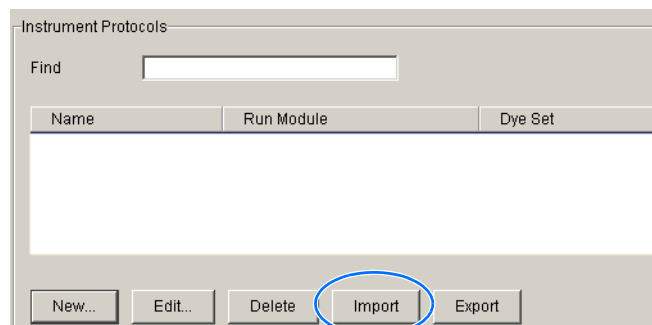 Instrument Protocols
Find
Name Run Module Dye Set
New... Edit... Delete Import Export